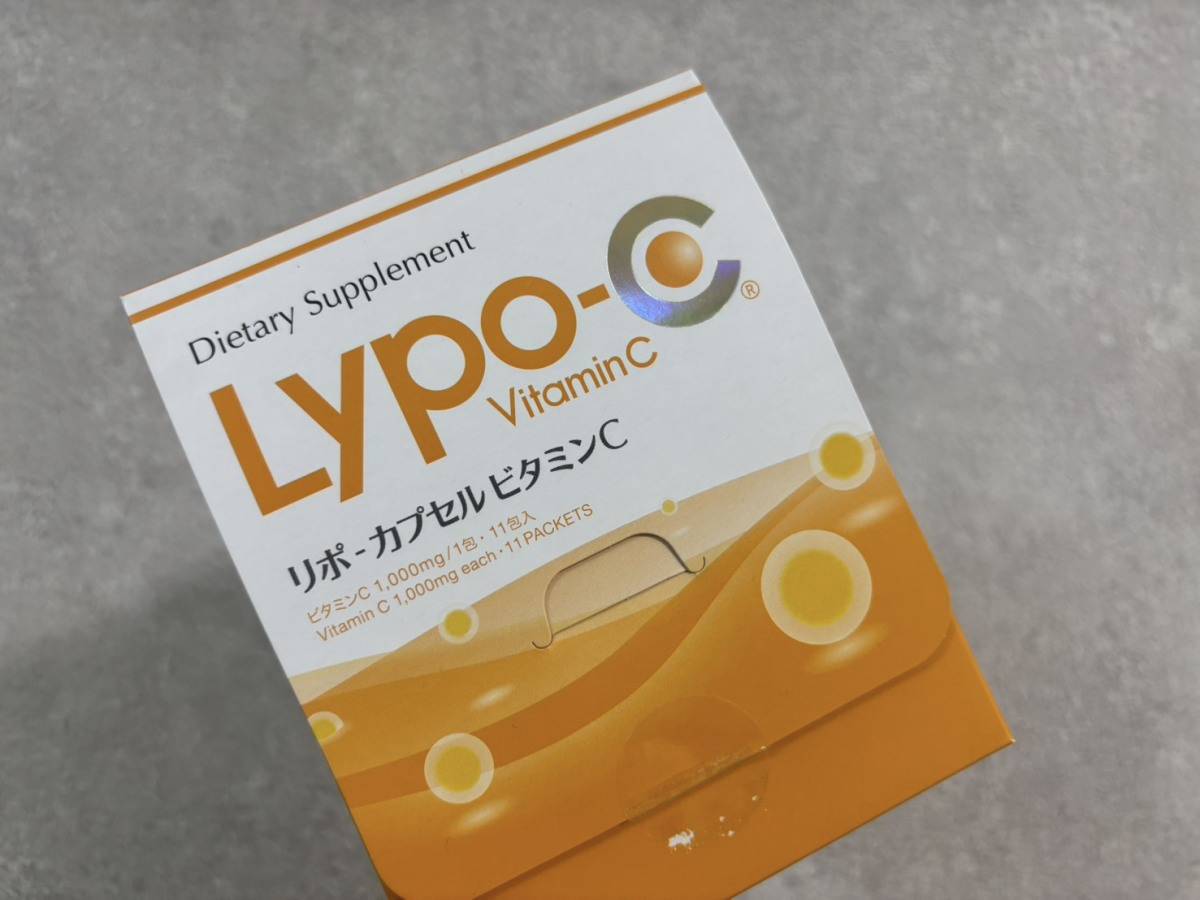 Dietary Supplement
Lypo-C®
Vitamin C
リポ-カプセル ビタミンC
ビタミンC 1,000mg/1包・11包入
Vitamin C 1,000mg each・11 PACKETS